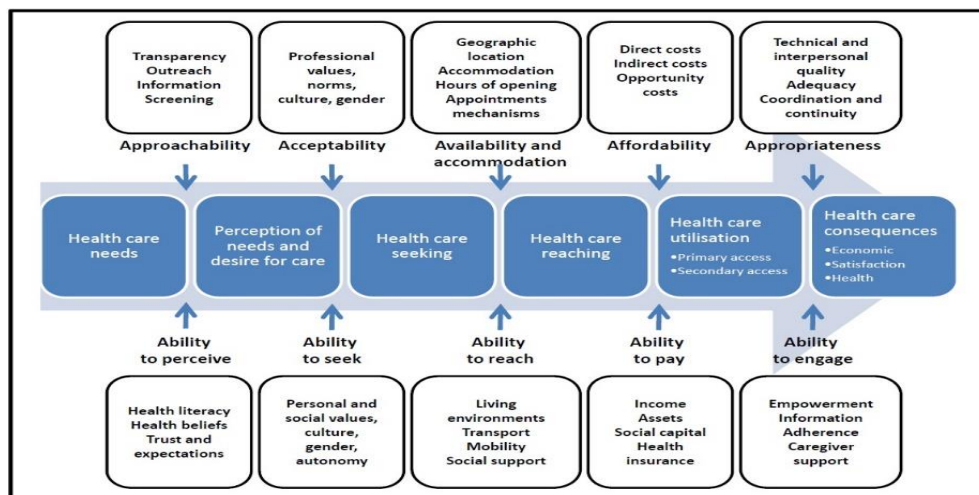 Transparency
Outreach
Information
Screening
Professional
values,
norms,
culture, gender
Geographic
location
Accommodation
Hours of opening
Appointments
mechanisms
Direct costs
Indirect costs
Opportunity
costs
Technical and
interpersonal
quality
Adequacy
Coordination and
continuity
Approachability
Acceptability
Availability and
accommodation
Affordability
Appropriateness
Health care
needs
Perception of
needs and
desire for care
Health care
seeking
Health care
reaching
Health care
utilisation
•Primary access
•Secondary access
Health care
consequences
•Economic
•Satisfaction
•Health
Ability
to perceive
Ability
to seek
Ability
to reach
Ability
to pay
Ability
to engage
Health literacy
Health beliefs
Trust and
expectations
Personal and
social values,
culture,
gender,
autonomy
Living
environments
Transport
Mobility
Social support
Income
Assets
Social capital
Health
insurance
Empowerment
Information
Adherence
Caregiver
support